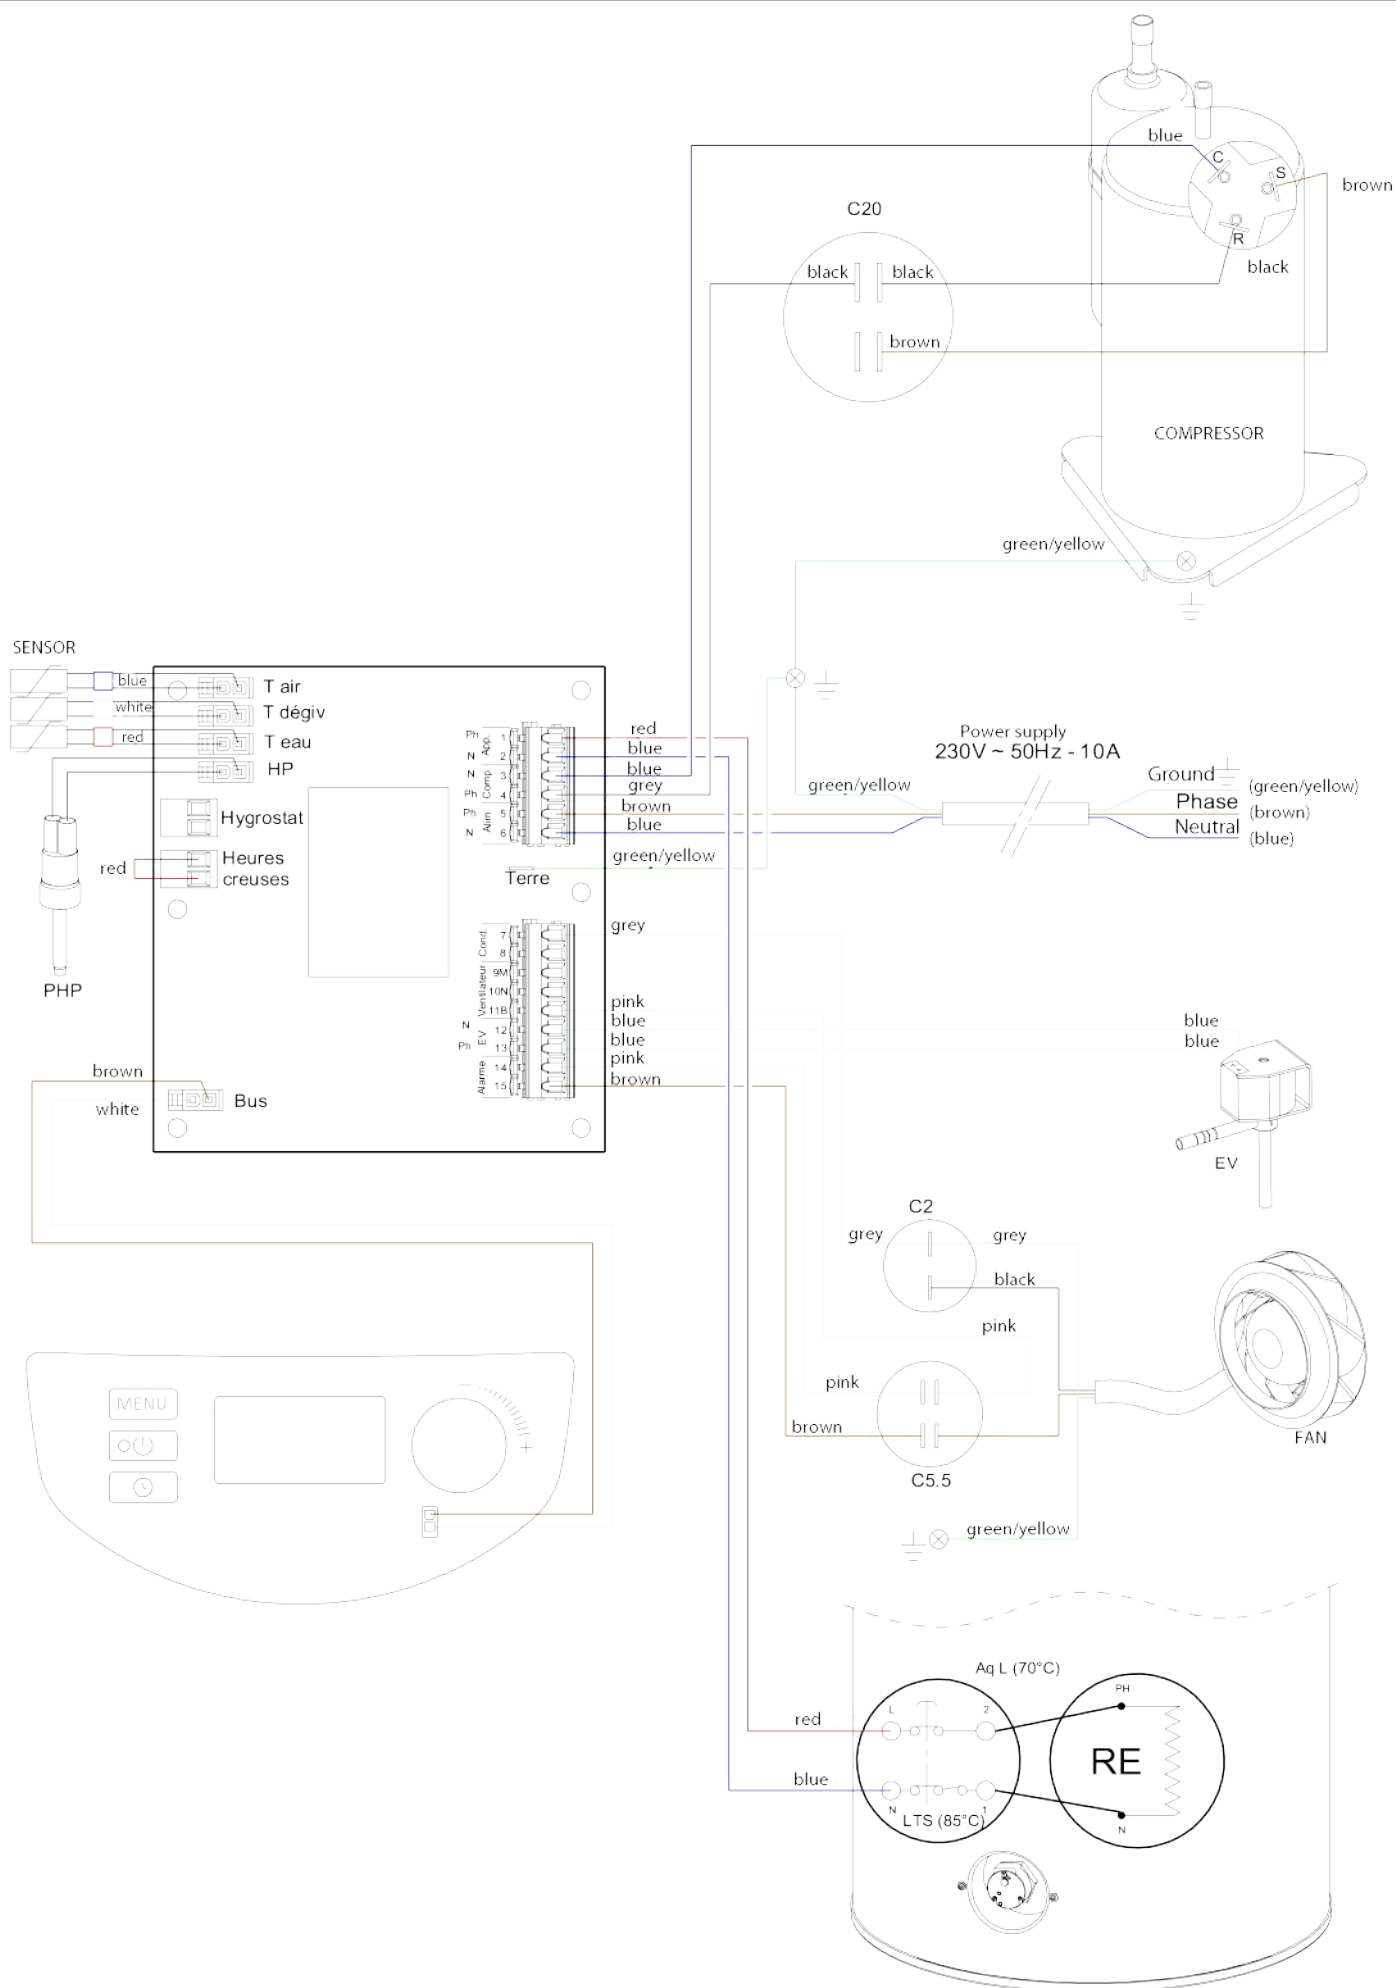 blue
C
S
brown
C20
R
black
black
black
brown
COMPRESSOR
green/yellow
SENSOR
blue
T air
white
T dégiv
red
T eau
HP
Hygrostat
Heures
creuses
red
PHP
Ph
N
N
Ph
Ph
N
App.
Comp.
Alim
1
2
3
4
5
6
red
blue
blue
grey
brown
blue
Terre
green/yellow
Power supply
230V ~ 50Hz - 10A
green/yellow
Ground
(green/yellow)
Phase
(brown)
Neutral
(blue)
Cond.
Ventilateur
EV
Alarme
N
Ph
7
8
9M
10N
11B
12
13
14
15
grey
pink
blue
blue
pink
brown
blue
blue
EV
brown
white
Bus
C2
grey
grey
black
pink
pink
brown
C5.5
FAN
green/yellow
MENU
+
Aq L (70°C)
L
2
PH
red
RE
blue
N
1
LTS (85°C)
N